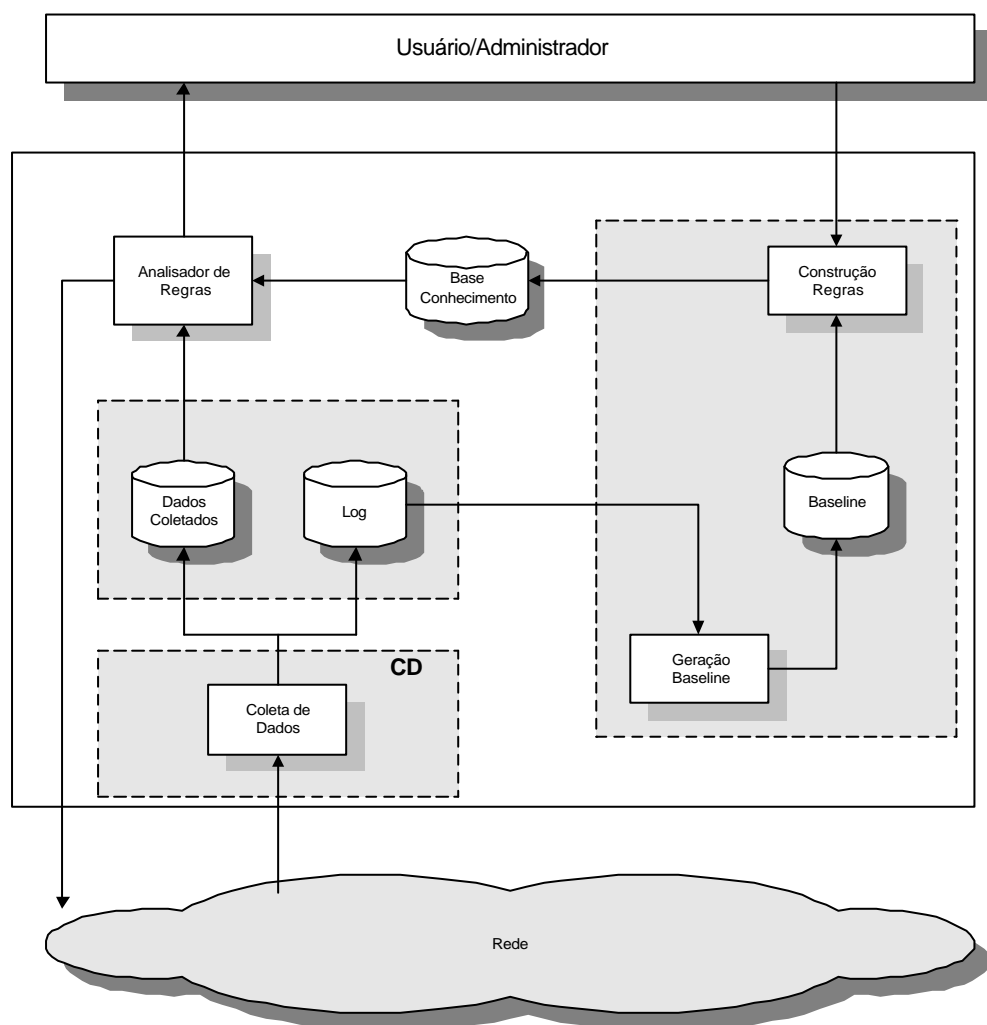 Usuário/Administrador
Analisador de
Regras
Base
Conhecimento
Construção
Regras
Dados
Coletados
Log
Baseline
CD
Geração
Baseline
Coleta de
Dados
Rede